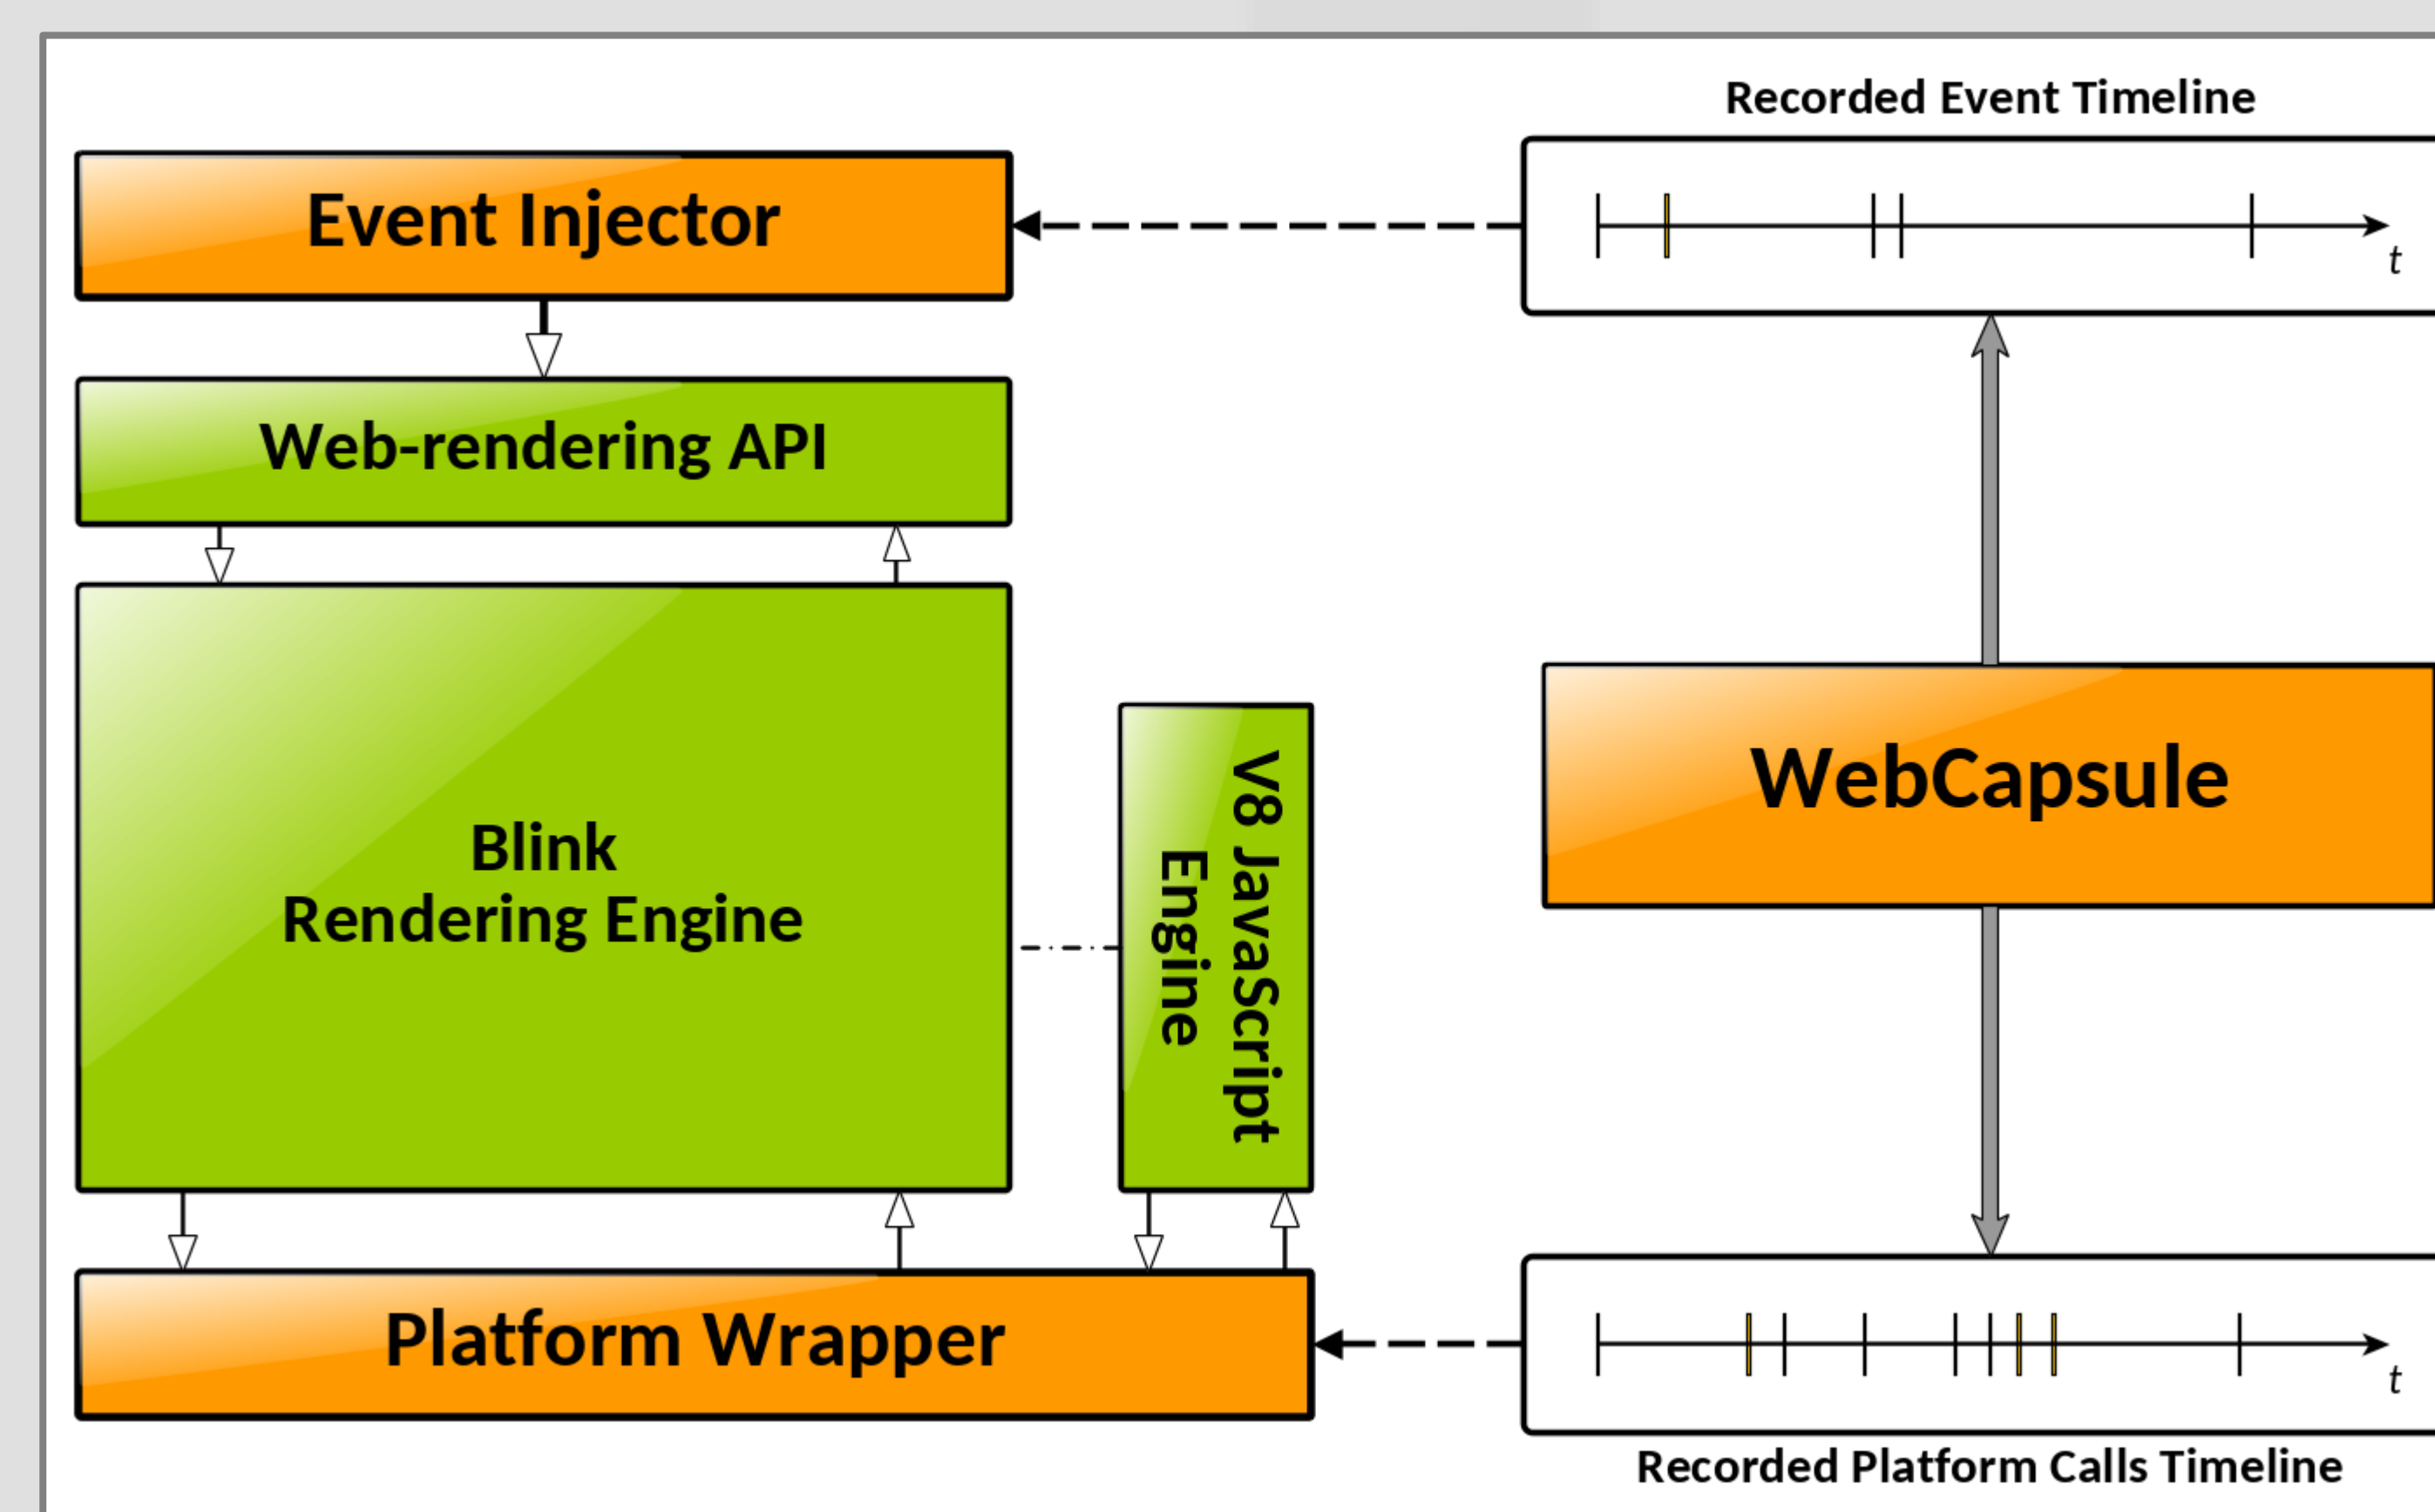 Recorded Event Timeline
Event Injector
t
Web-rendering API
Blink
Rendering Engine
V8 JavaScript
Engine
WebCapsule
Platform Wrapper
t
Recorded Platform Calls Timeline